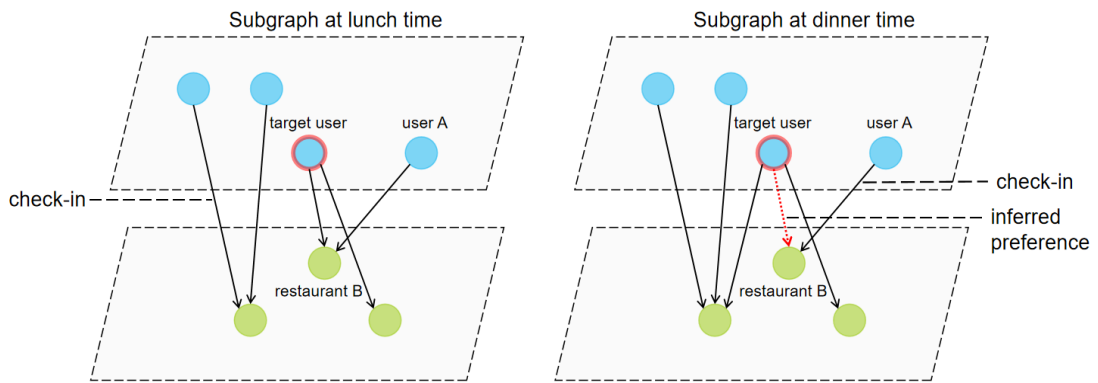 Subgraph at lunch time
target user
user A
check-in
restaurant B
Subgraph at dinner time
target user
user A
check-in
inferred
preference
restaurant B